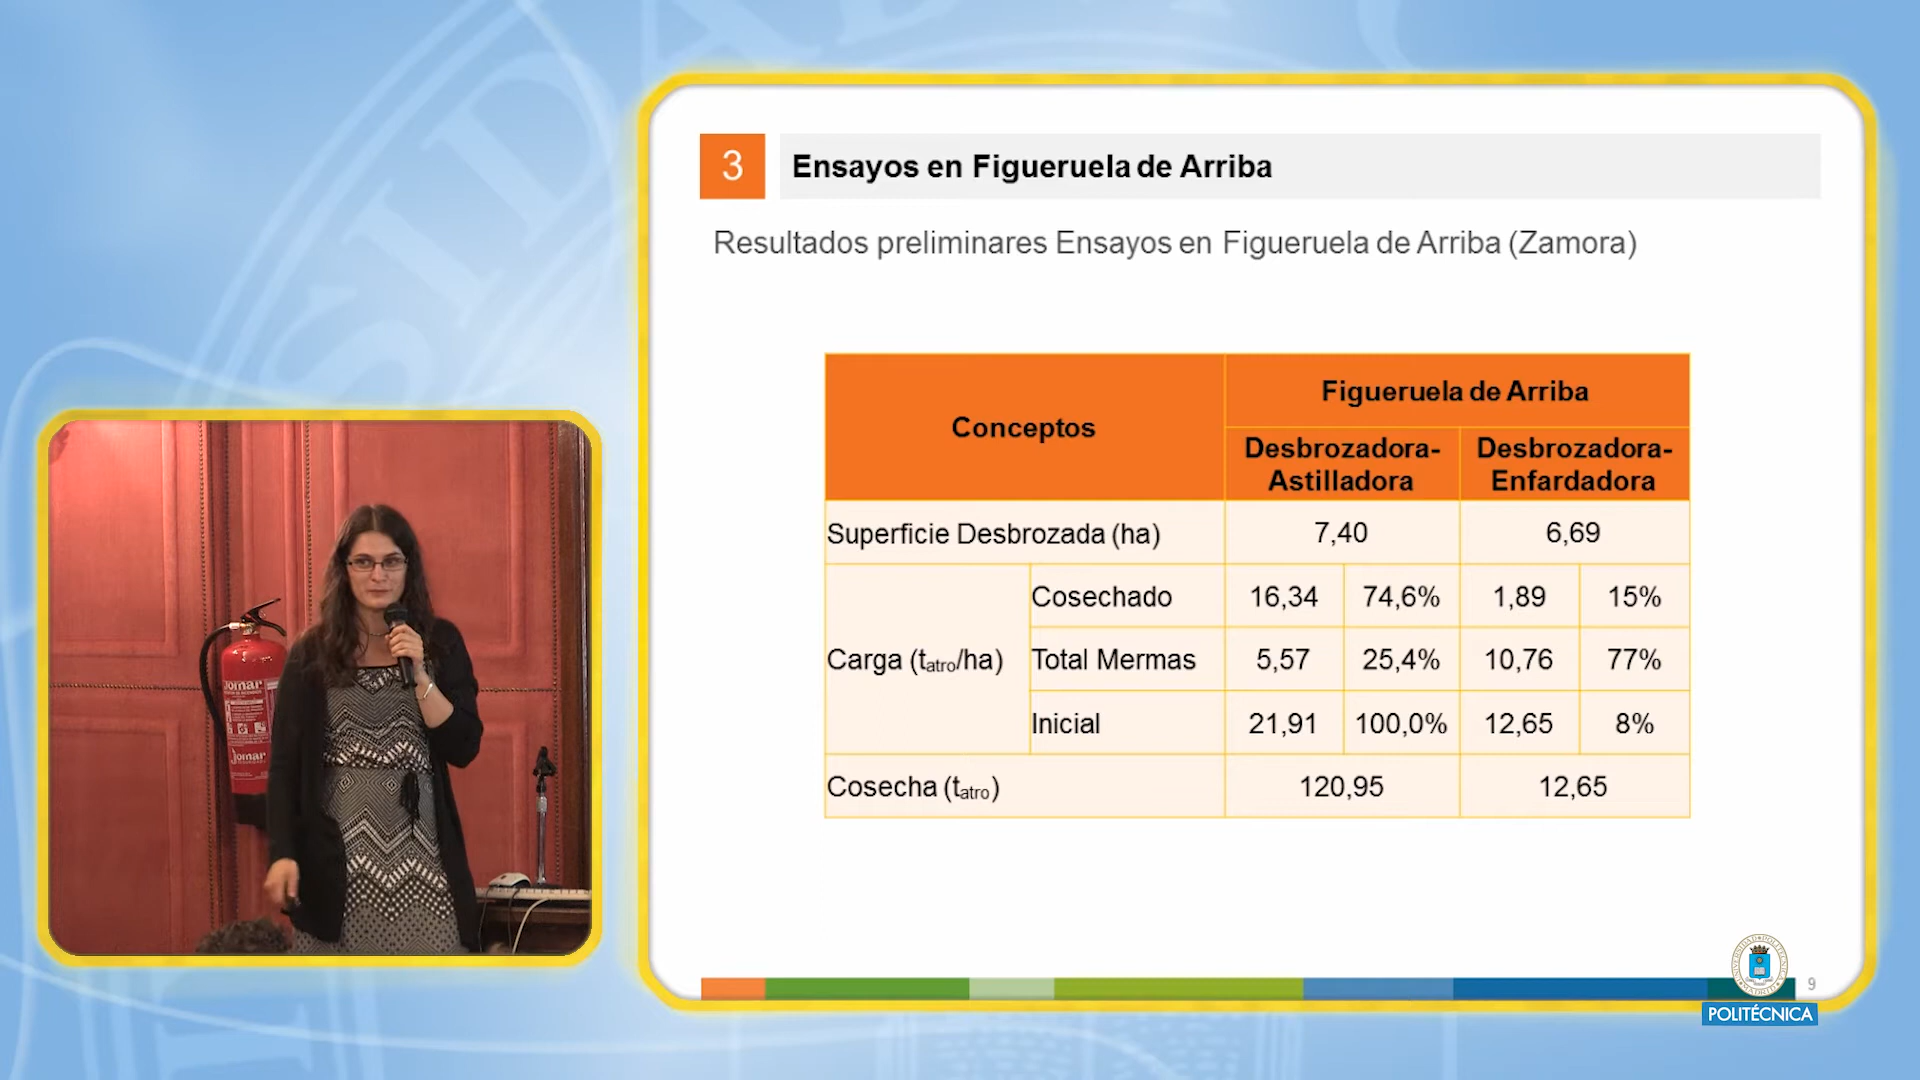 3 Ensayos en Figueruela de Arriba
Resultados preliminares Ensayos en Figueruela de Arriba (Zamora)
Conceptos
Figueruela de Arriba
Desbrozadora-
Astilladora
Desbrozadora-
Enfardadora
Superficie Desbrozada (ha) 7,40 6,69
Carga (tatro/ha)
Cosechado 16,34 74,6% 1,89 15%
Total Mermas 5,57 25,4% 10,76 77%
Inicial 21,91 100,0% 12,65 8%
Cosecha (tatro) 120,95 12,65
9
POLITÉCNICA
Jomar
Jomar